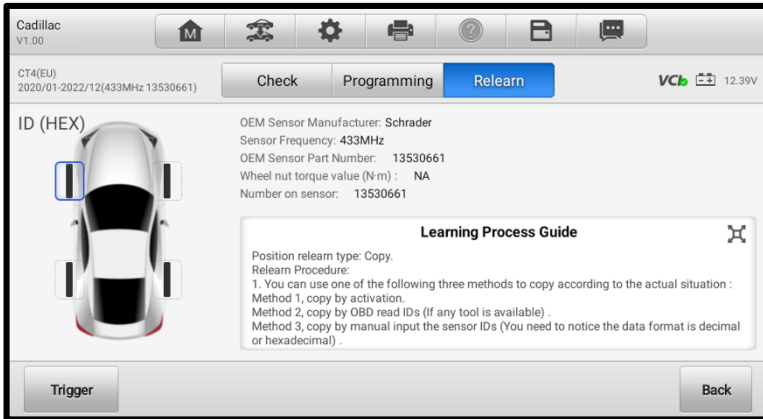 Cadillac
V1.00
M
CT4(EU)
2020/01-2022/12(433MHz 13530661)
Check
Programming
Relearn
VCI
12.39V
ID (HEX)
OEM Sensor Manufacturer: Schrader
Sensor Frequency: 433MHz
OEM Sensor Part Number: 13530661
Wheel nut torque value (N·m) : NA
Number on sensor: 13530661
Learning Process Guide
Position relearn type: Copy.
Relearn Procedure:
1. You can use one of the following three methods to copy according to the actual situation :
Method 1, copy by activation.
Method 2, copy by OBD read IDs (If any tool is available) .
Method 3, copy by manual input the sensor IDs (You need to notice the data format is decimal
or hexadecimal) .
Trigger
Back